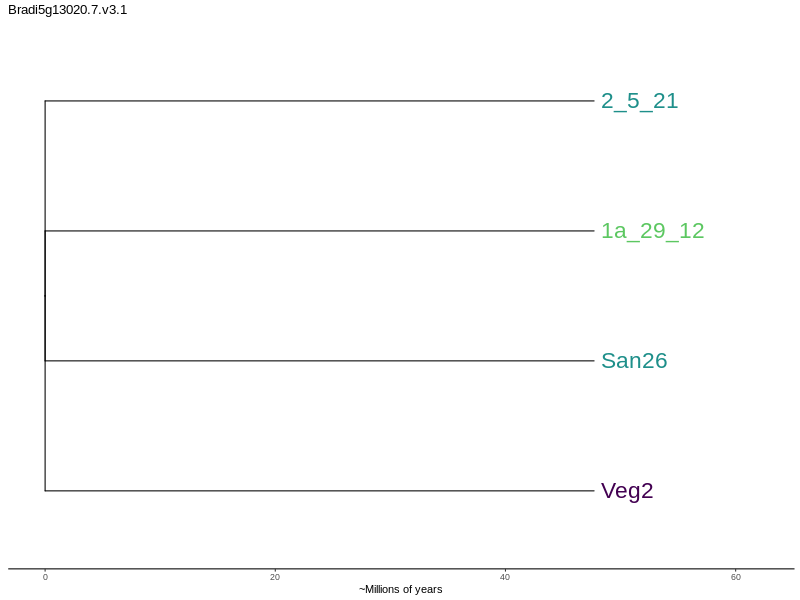 Bradi5g13020.7.v3.1
2_5_21
1a_29_12
San26
Veg2
0 20 40 60
~Millions of years